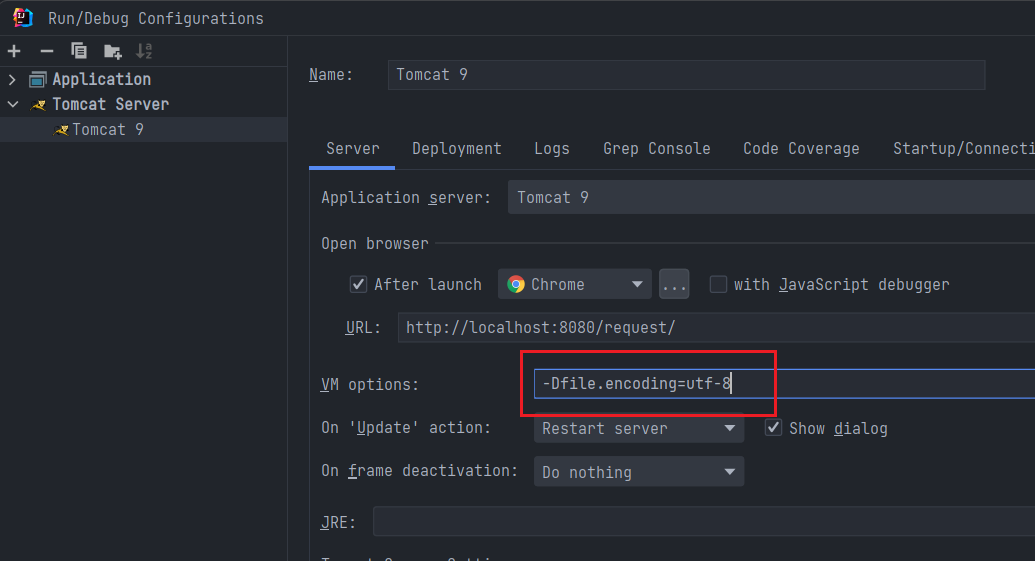 Run/Debug Configurations
Application
Tomcat Server
Tomcat 9
Name: Tomcat 9
Server Deployment Logs Grep Console Code Coverage Startup/Connecti
Application server: Tomcat 9
Open browser
After launch Chrome ... with JavaScript debugger
URL: http://localhost:8080/request/
VM options: -Dfile.encoding=utf-8
On 'Update' action: Restart server Show dialog
On frame deactivation: Do nothing
JRE: